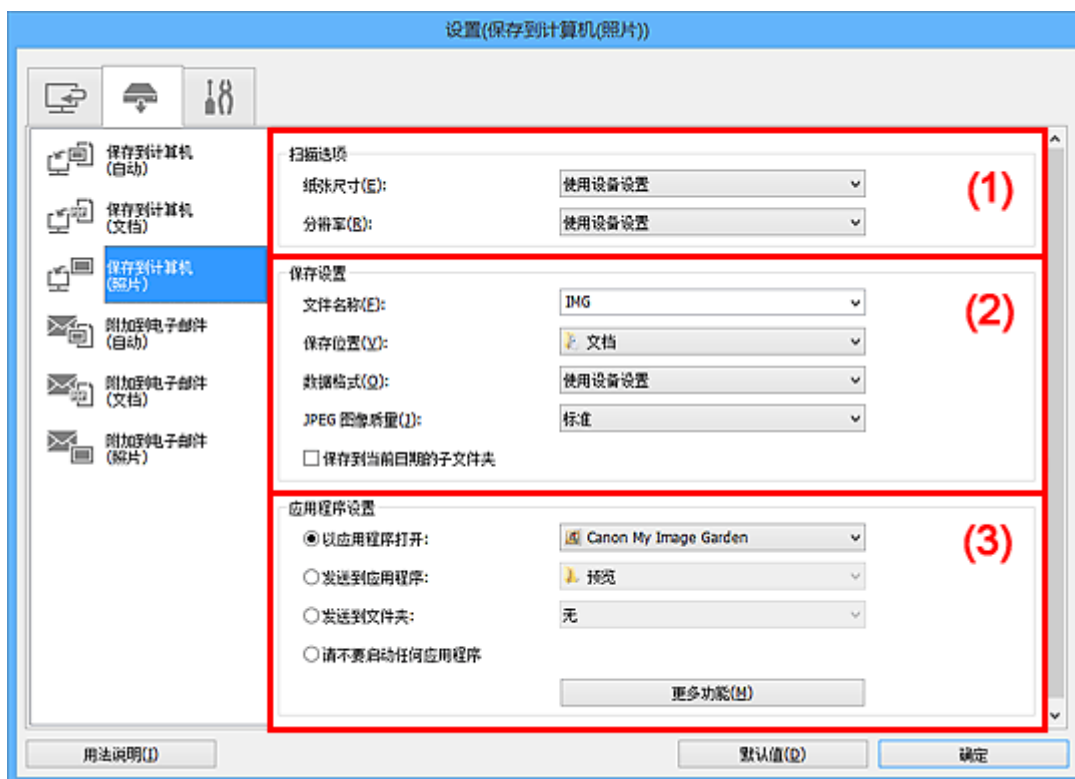 设置(保存到计算机(照片))
保存到计算机
(自动)
保存到计算机
(文档)
保存到计算机
(照片)
附加到电子邮件
(自动)
附加到电子邮件
(文档)
附加到电子邮件
(照片)
扫描选项
(1)
纸张尺寸(E): 使用设备设置
分辨率(R): 使用设备设置
保存设置
(2)
文件名称(F): IMG
保存位置(V): 文档
数据格式(O): 使用设备设置
JPEG 图像质量(J): 标准
保存到当前日期的子文件夹
应用程序设置
(3)
以应用程序打开: Canon My Image Garden
发送到应用程序: 预览
发送到文件夹: 无
请不要启动任何应用程序
更多功能(M)
用法说明(I) 默认值(D) 确定